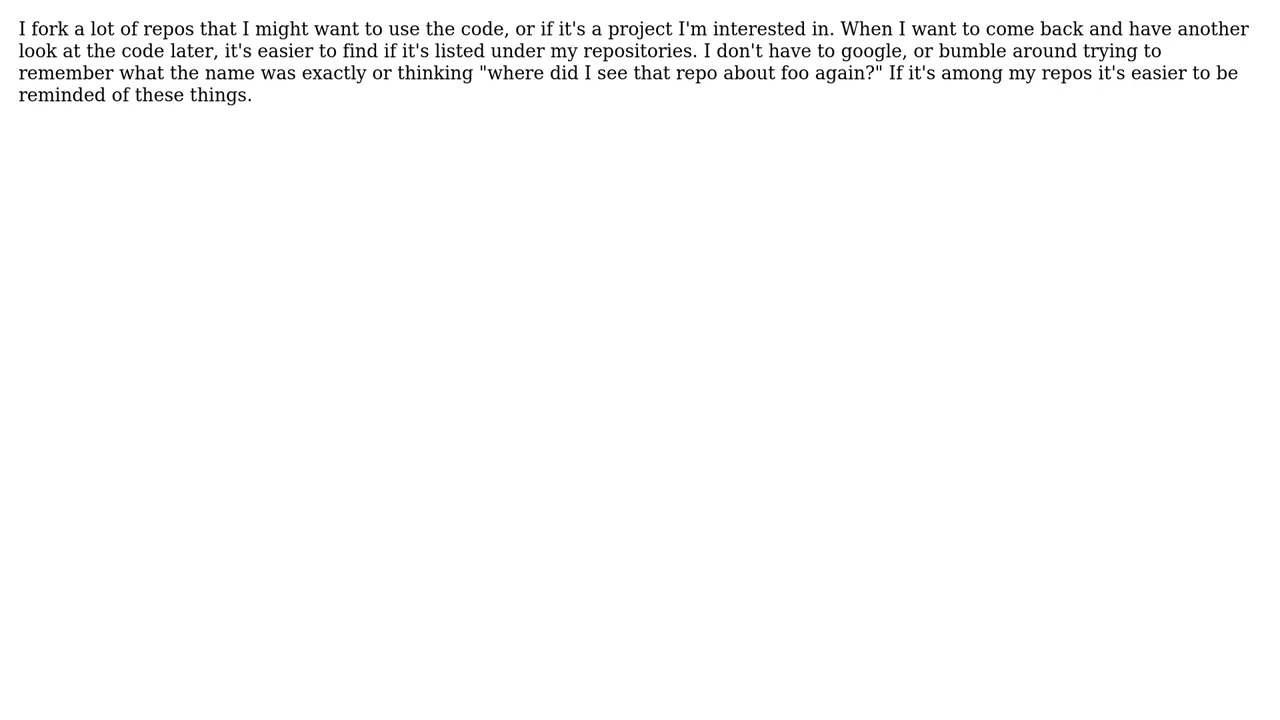 I fork a lot of repos that I might want to use the code, or if it's a project I'm interested in. When I want to come back and have another
look at the code later, it's easier to find if it's listed under my repositories. I don't have to google, or bumble around trying to
remember what the name was exactly or thinking "where did I see that repo about foo again?" If it's among my repos it's easier to be
reminded of these things.